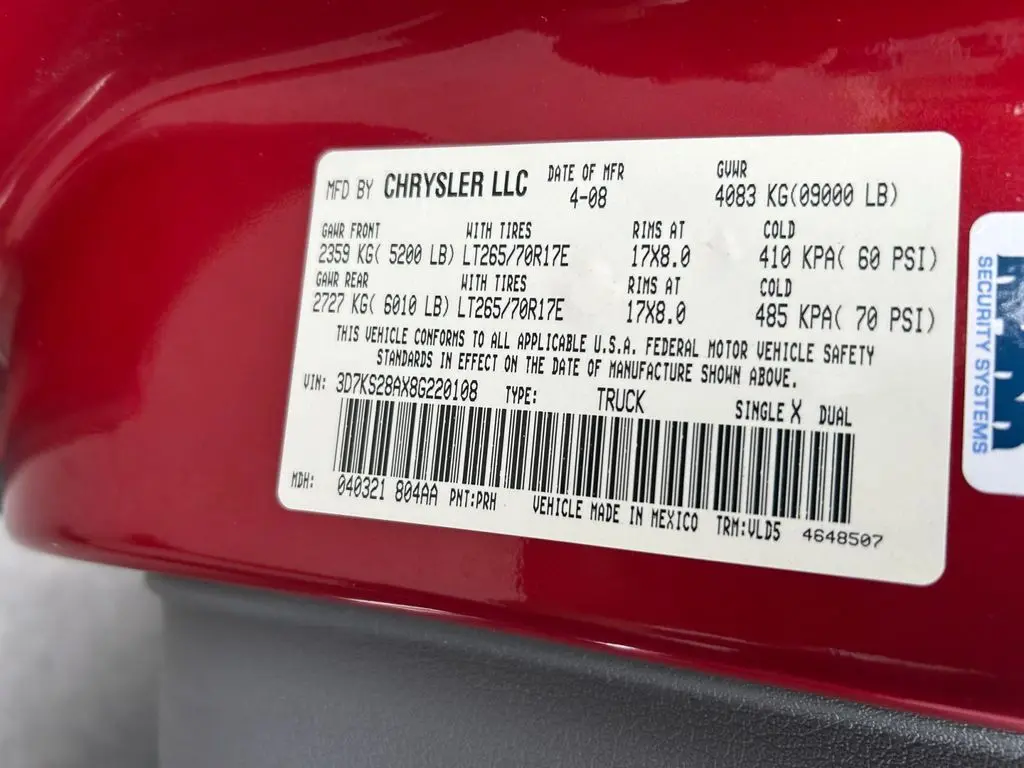 MFD BY CHRYSLER LLC DATE OF MFR GVWR
4-08 4083 KG(09000 LB)
GAWR FRONT WITH TIRES RIMS AT COLD
2359 KG( 5200 LB) LT265/70R17E 17X8.0 410 KPA( 60 PSI)
GAWR REAR WITH TIRES RIMS AT COLD
2727 KG( 6010 LB) LT265/70R17E 17X8.0 485 KPA( 70 PSI)
THIS VEHICLE CONFORMS TO ALL APPLICABLE U.S.A. FEDERAL MOTOR VEHICLE SAFETY
STANDARDS IN EFFECT ON THE DATE OF MANUFACTURE SHOWN ABOVE.
VIN: 3D7KS28AX8G220108 TYPE: TRUCK SINGLE X DUAL
MDH: 040321 804AA PNT:PRH VEHICLE MADE IN MEXICO TRM:VLD5 4648507
SECURITY SYSTEMS